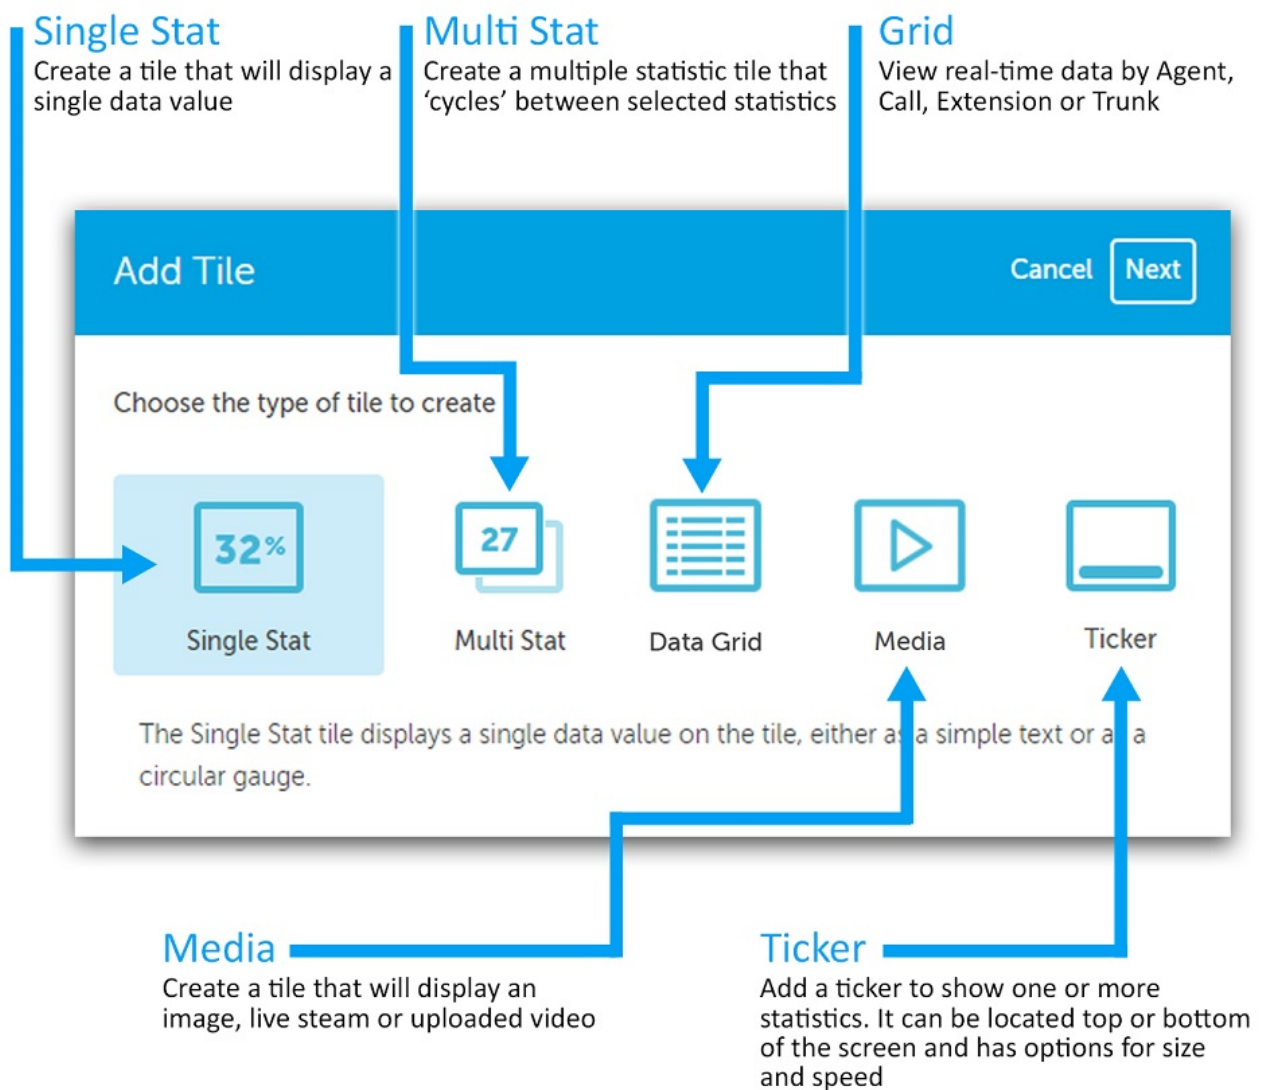 Single Stat
Create a tile that will display a
single data value
Multi Stat
Create a multiple statistic tile that
‘cycles’ between selected statistics
Grid
View real-time data by Agent,
Call, Extension or Trunk
Add Tile
Cancel
Next
Choose the type of tile to create
32%
27
Single Stat
Multi Stat
Data Grid
Media
Ticker
The Single Stat tile displays a single data value on the tile, either as a simple text or as a
circular gauge.
Media
Create a tile that will display an
image, live steam or uploaded video
Ticker
Add a ticker to show one or more
statistics. It can be located top or bottom
of the screen and has options for size
and speed